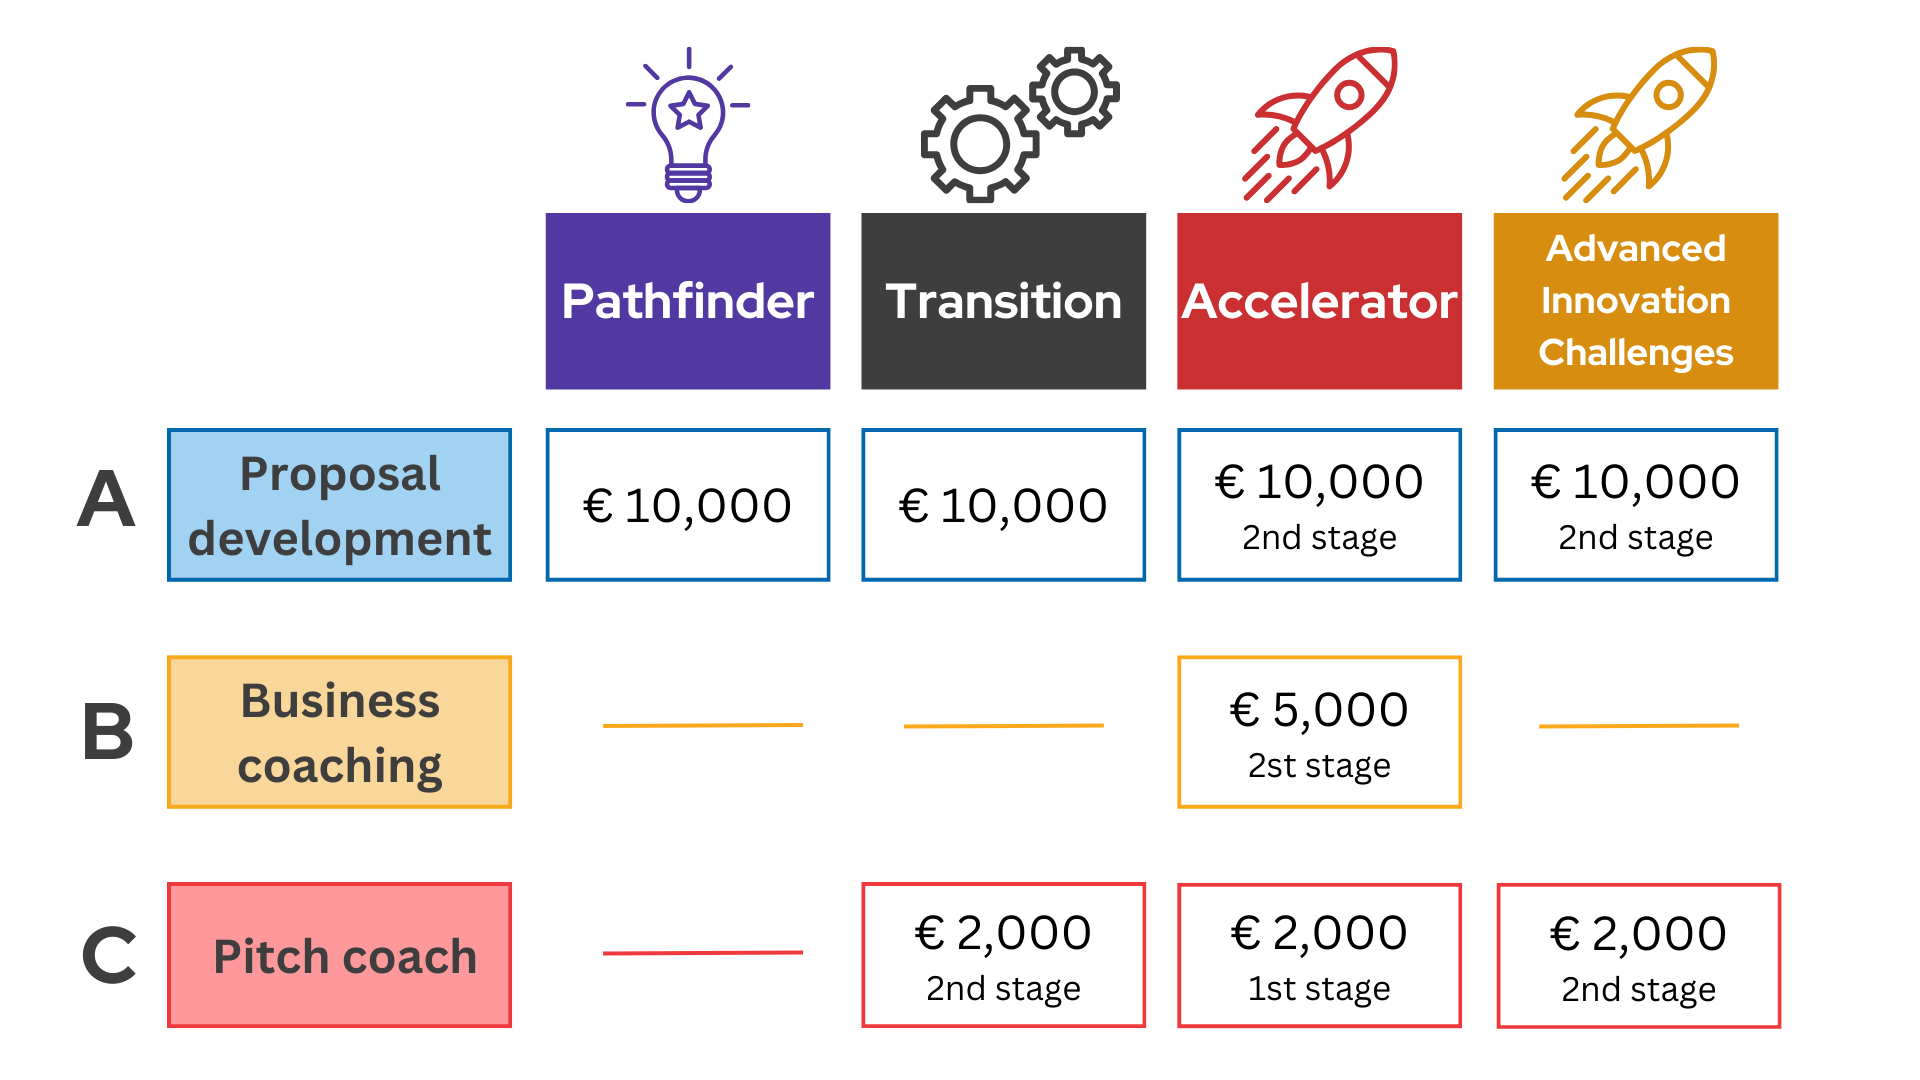 Pathfinder
Transition
Accelerator
Advanced
Innovation
Challenges
A
Proposal
development
€ 10,000
€ 10,000
€ 10,000
2nd stage
€ 10,000
2nd stage
B
Business
coaching
€ 5,000
2st stage
C
Pitch coach
€ 2,000
2nd stage
€ 2,000
1st stage
€ 2,000
2nd stage